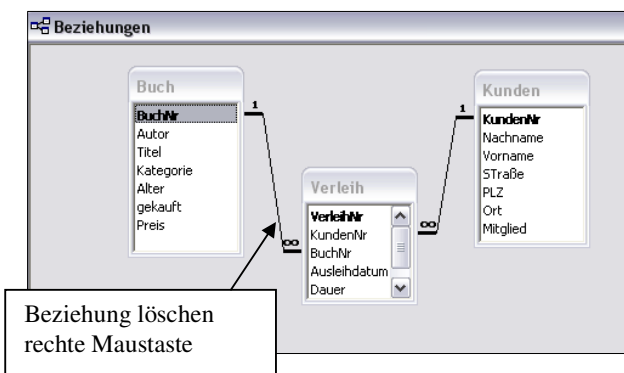 Beziehungen
Buch
BuchNr
Autor
Titel
Kategorie
Alter
gekauft
Preis
1
∞
Verleih
VerleihNr
KundenNr
BuchNr
Ausleihdatum
Dauer
∞
1
Kunden
KundenNr
Nachname
Vorname
STraße
PLZ
Ort
Mitglied
Beziehung löschen
rechte Maustaste